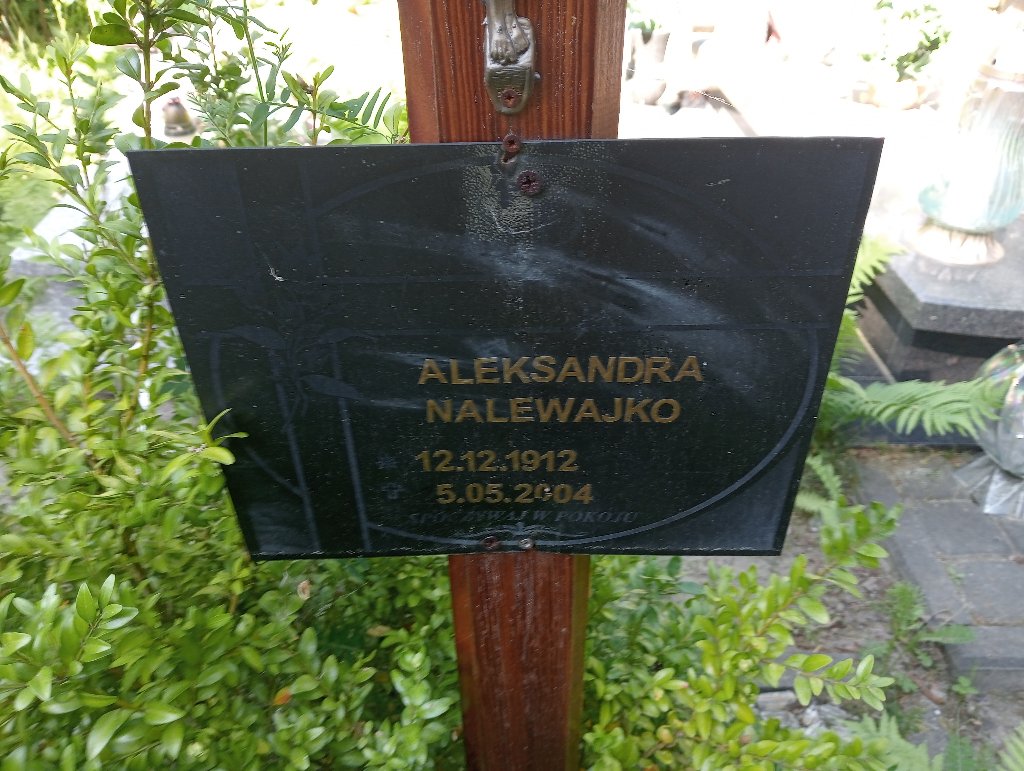 ALEKSANDRA
NALEWAJKO
12.12.1912
5.05.2004
SPOCZYWAJ W POKOJU